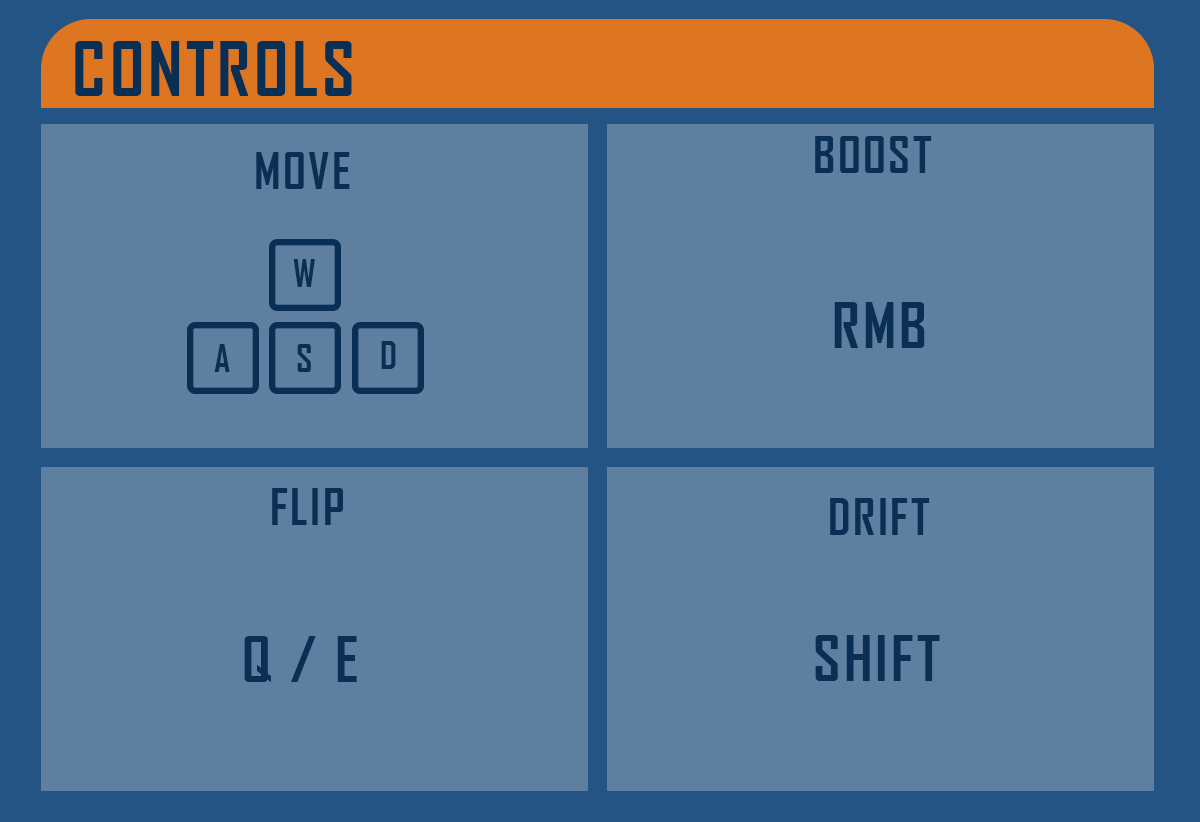 CONTROLS
MOVE
W
A S D
BOOST
RMB
FLIP
Q / E
DRIFT
SHIFT